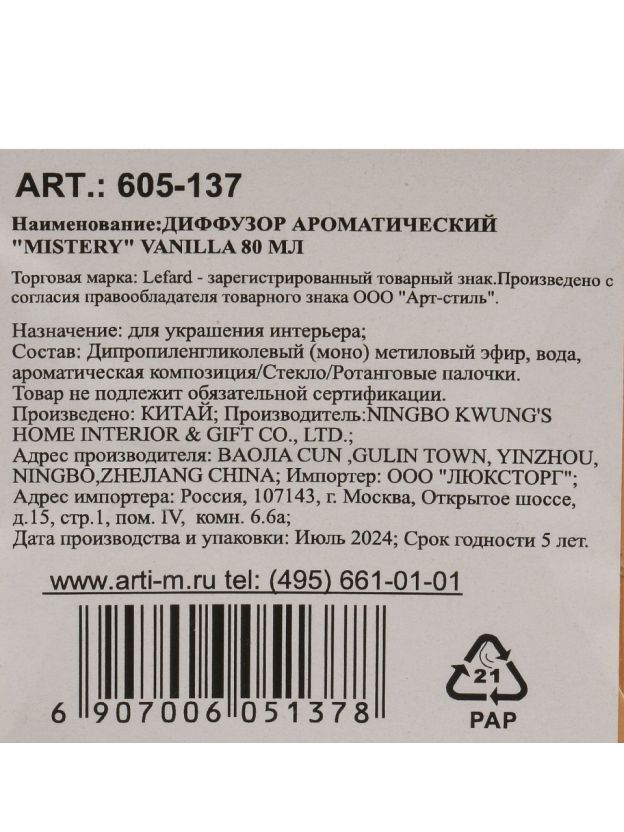 ART.: 605-137
Наименование:ДИФФУЗОР АРОМАТИЧЕСКИЙ
"MISTERY" VANILLA 80 МЛ
Торговая марка: Lefard - зарегистрированный товарный знак.Произведено с
согласия правообладателя товарного знака ООО "Арт-стиль".
Назначение: для украшения интерьера;
Состав: Дипропиленгликолевый (моно) метиловый эфир, вода,
ароматическая композиция/Стекло/Ротанговые палочки.
Товар не подлежит обязательной сертификации.
Произведено: КИТАЙ; Производитель:NINGBO KWUNG'S
HOME INTERIOR & GIFT CO., LTD.;
Адрес производителя: BAOJIA CUN ,GULIN TOWN, YINZHOU,
NINGBO,ZHEJIANG CHINA; Импортер: ООО "ЛЮКСТОРГ";
Адрес импортера: Россия, 107143, г. Москва, Открытое шоссе,
д.15, стр.1, пом. IV, комн. 6.6а;
Дата производства и упаковки: Июль 2024; Срок годности 5 лет.
www.arti-m.ru tel: (495) 661-01-01
6 907006 051378
21
PAP